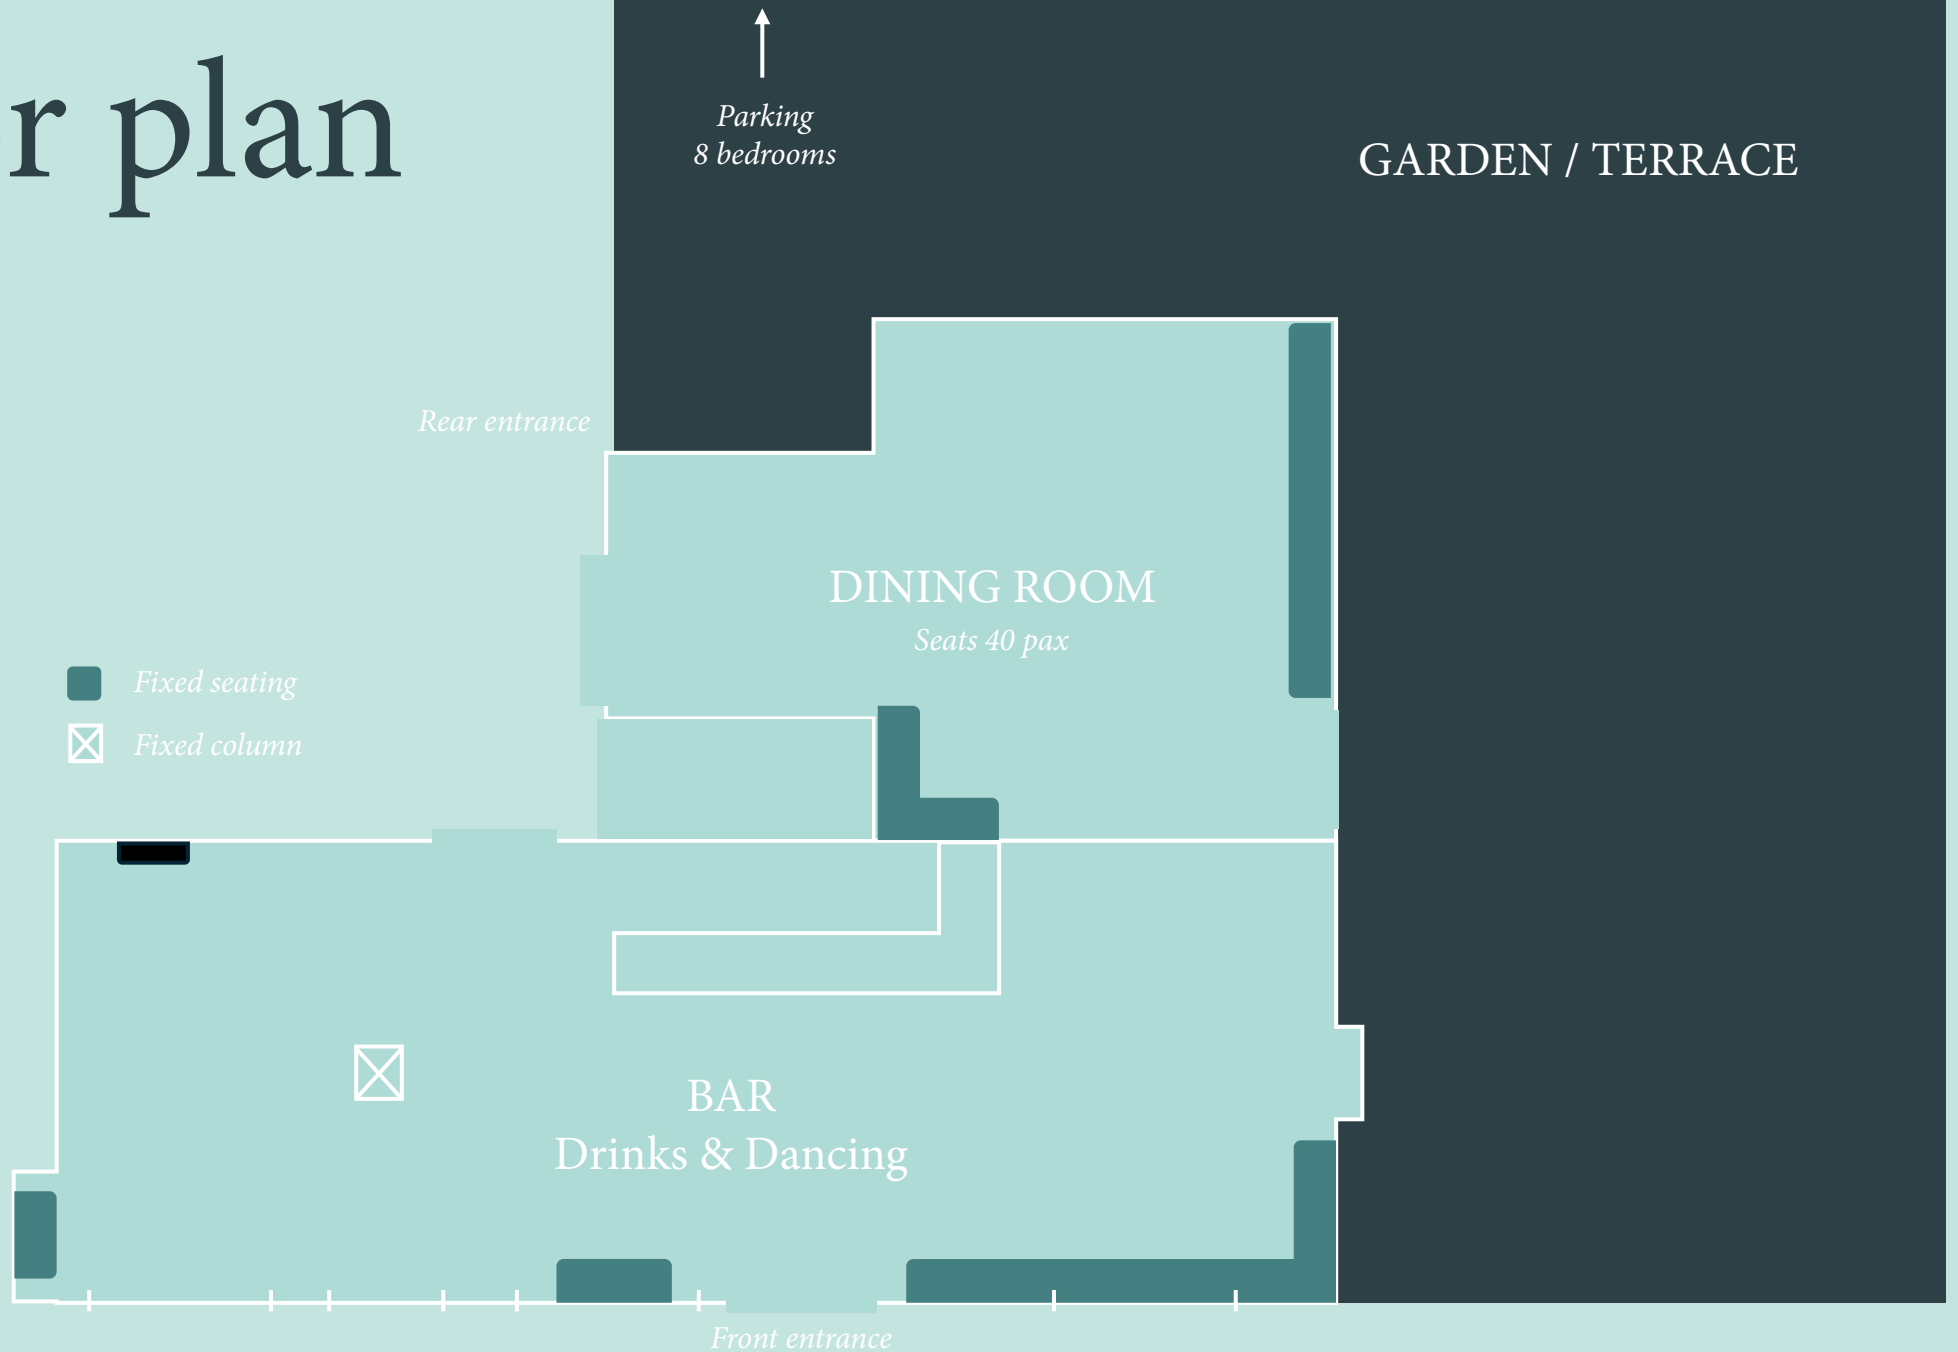 r plan
Parking
8 bedrooms
GARDEN / TERRACE
Rear entrance
DINING ROOM
Seats 40 pax
Fixed seating
Fixed column
BAR
Drinks & Dancing
Front entrance